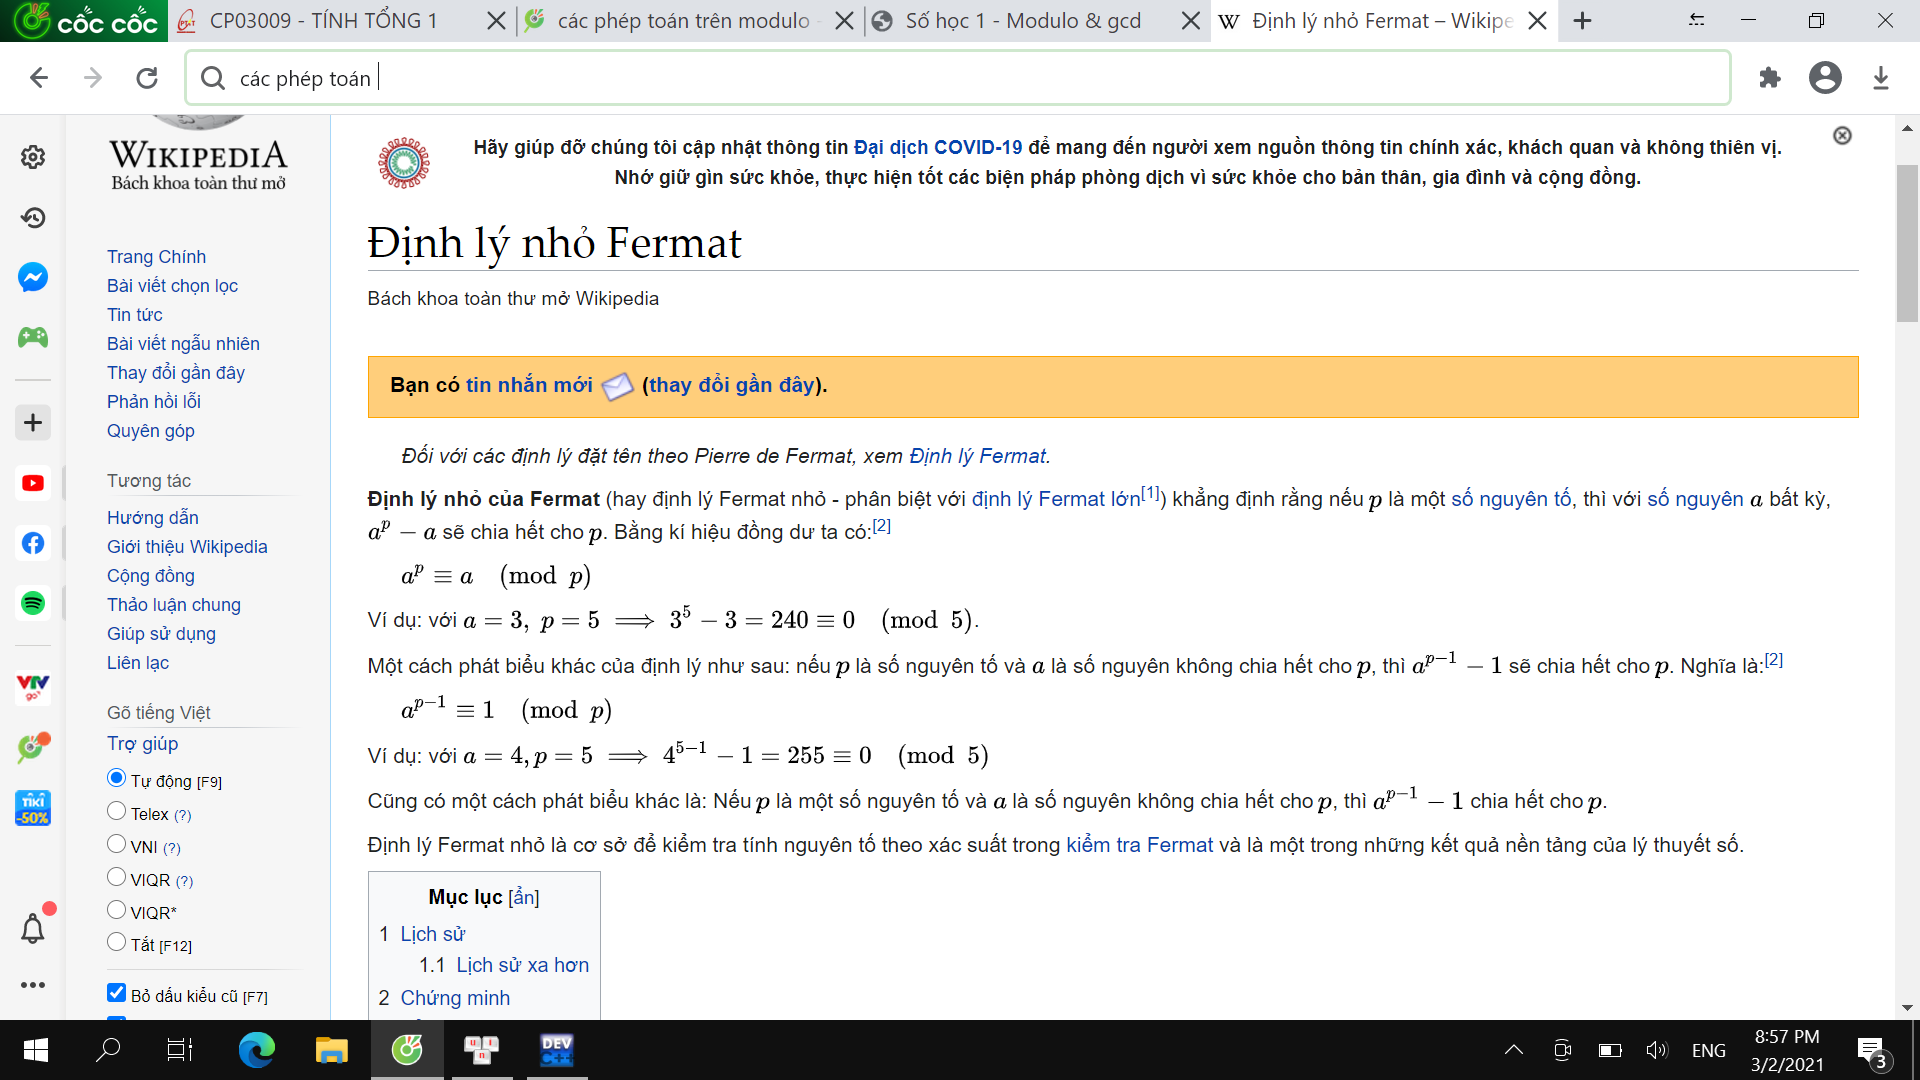 cốc cốc
CP03009 - TÍNH TỔNG 1
các phép toán trên modulo -
Số học 1 - Modulo & gcd
W Định lý nhỏ Fermat – Wikipe
các phép toán
WIKIPEDIA
Bách khoa toàn thư mở
Hãy giúp đỡ chúng tôi cập nhật thông tin Đại dịch COVID-19 để mang đến người xem nguồn thông tin chính xác, khách quan và không thiên vị.
Nhớ giữ gìn sức khỏe, thực hiện tốt các biện pháp phòng dịch vì sức khỏe cho bản thân, gia đình và cộng đồng.
Trang Chính
Bài viết chọn lọc
Tin tức
Bài viết ngẫu nhiên
Thay đổi gần đây
Phản hồi lỗi
Quyên góp
Tương tác
Hướng dẫn
Giới thiệu Wikipedia
Cộng đồng
Thảo luận chung
Giúp sử dụng
Liên lạc
Gõ tiếng Việt
Trợ giúp
Tự động [F9]
Telex (?)
VNI (?)
VIQR (?)
VIQR*
Tắt [F12]
Bỏ dấu kiểu cũ [F7]
Định lý nhỏ Fermat
Bách khoa toàn thư mở Wikipedia
Bạn có tin nhắn mới (thay đổi gần đây).
Đối với các định lý đặt tên theo Pierre de Fermat, xem Định lý Fermat.
Định lý nhỏ của Fermat (hay định lý Fermat nhỏ - phân biệt với định lý Fermat lớn[1]) khẳng định rằng nếu p là một số nguyên tố, thì với số nguyên a bất kỳ,
a^p − a sẽ chia hết cho p. Bằng kí hiệu đồng dư ta có:[2]
a^p ≡ a (mod p)
Ví dụ: với a = 3, p = 5 ⟹ 3^5 − 3 = 240 ≡ 0 (mod 5).
Một cách phát biểu khác của định lý như sau: nếu p là số nguyên tố và a là số nguyên không chia hết cho p, thì a^{p−1} − 1 sẽ chia hết cho p. Nghĩa là:[2]
a^{p−1} ≡ 1 (mod p)
Ví dụ: với a = 4, p = 5 ⟹ 4^{5−1} − 1 = 255 ≡ 0 (mod 5)
Cũng có một cách phát biểu khác là: Nếu p là một số nguyên tố và a là số nguyên không chia hết cho p, thì a^{p−1} − 1 chia hết cho p.
Định lý Fermat nhỏ là cơ sở để kiểm tra tính nguyên tố theo xác suất trong kiểm tra Fermat và là một trong những kết quả nền tảng của lý thuyết số.
Mục lục [ẩn]
1 Lịch sử
1.1 Lịch sử xa hơn
2 Chứng minh
VTV
go
TIKI
-50%
u i
n
DEV
C++
ENG
8:57 PM
3/2/2021
3